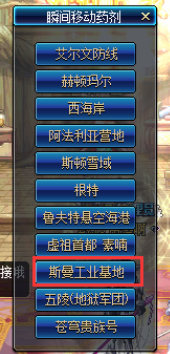 瞬间移动药剂
艾尔文防线
赫顿玛尔
西海岸
阿法利亚营地
斯顿雪域
根特
鲁夫特悬空海港
虚祖首都 素喃
斯曼工业基地
接哦
五陵(地狱军团)
苍穹贵族号